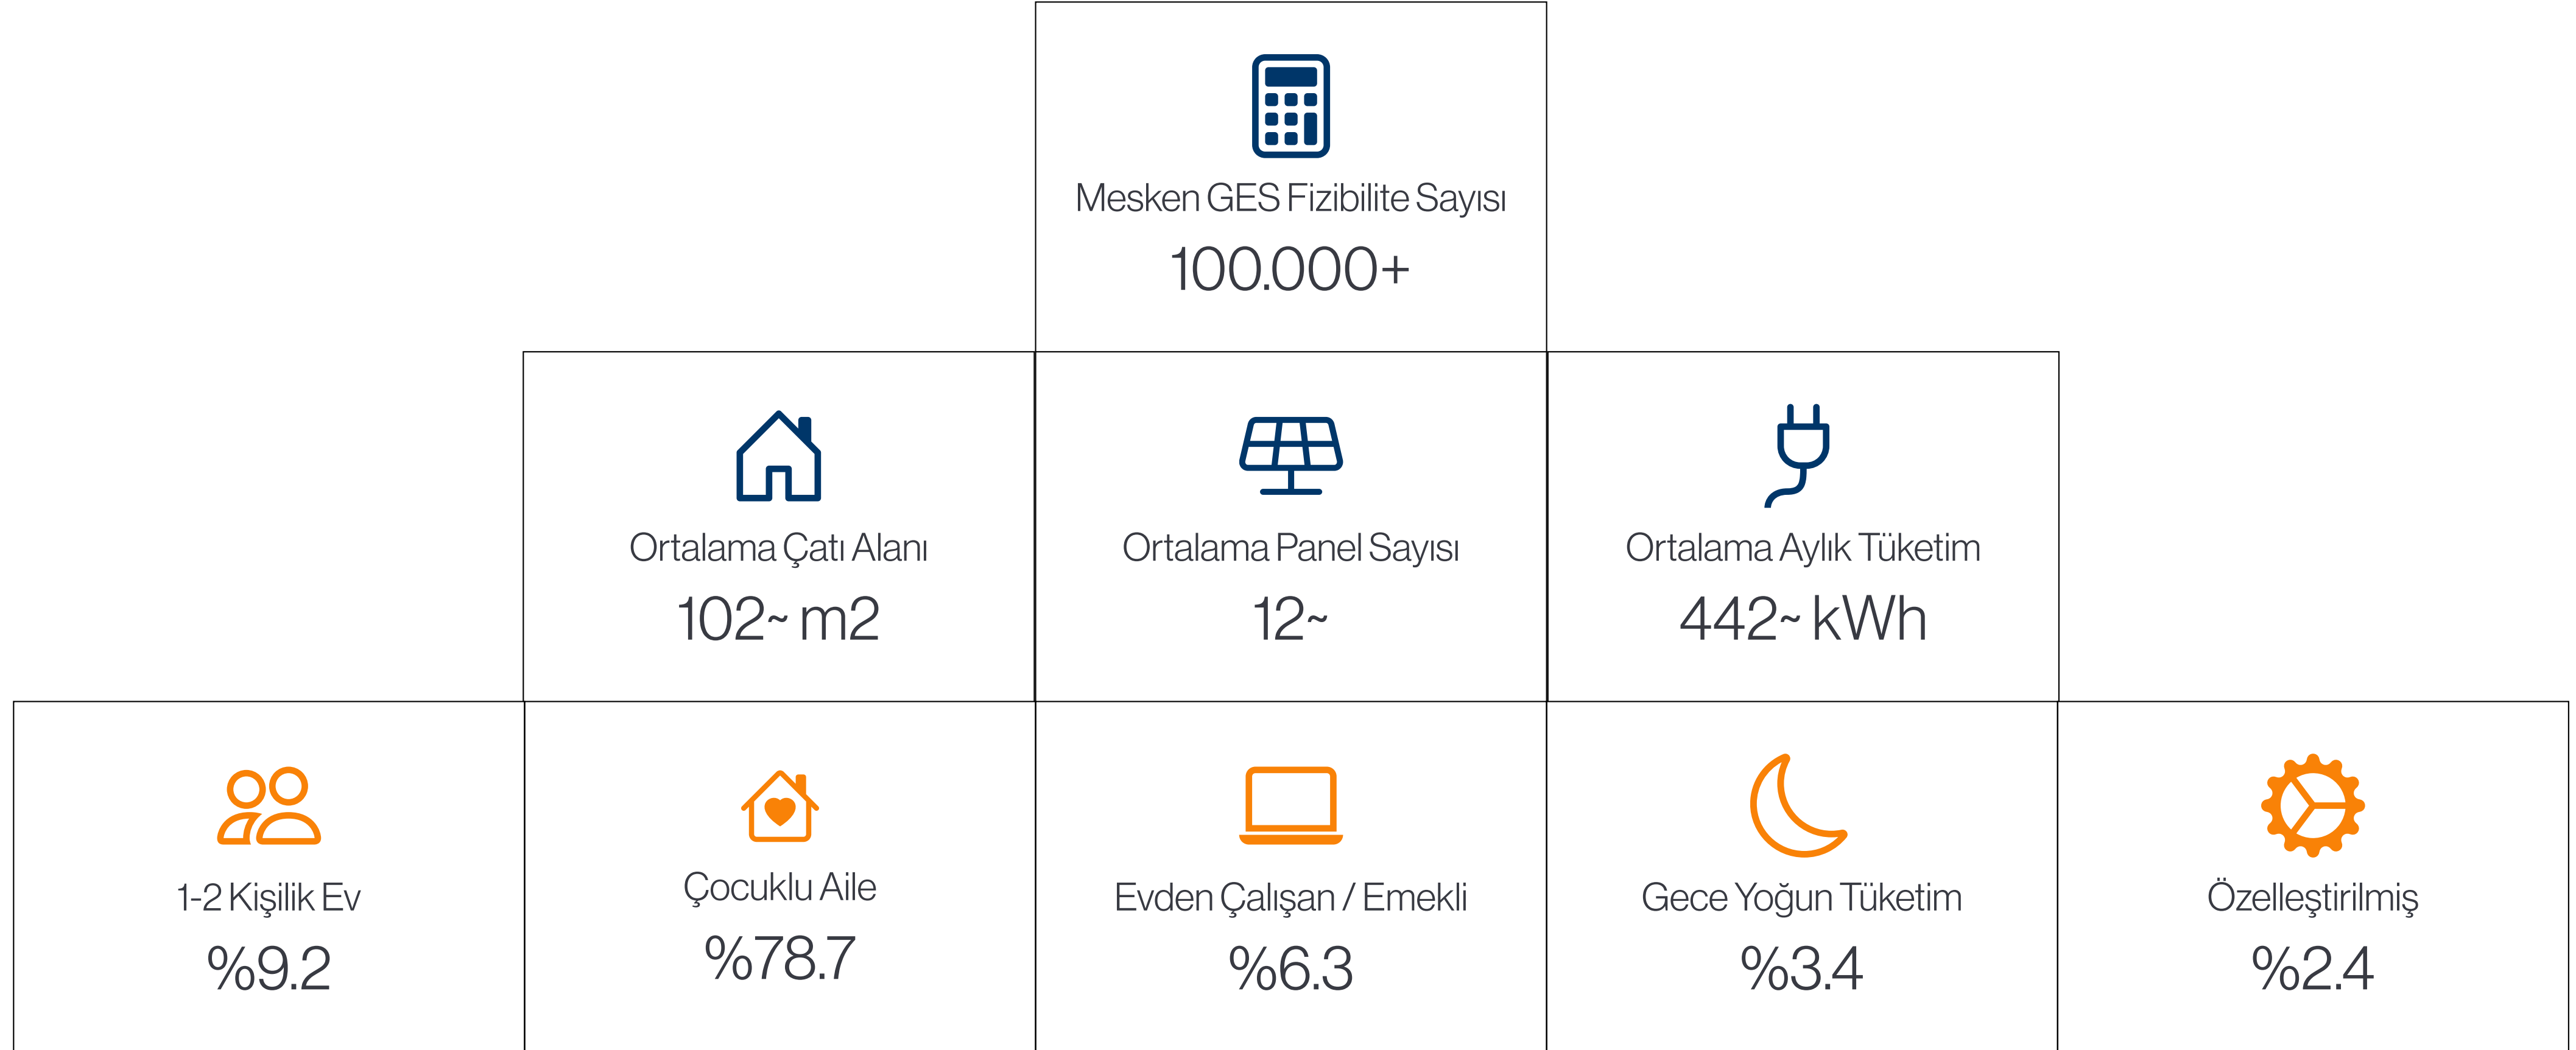 Mesken GES Fizibilite Sayısı
100.000+
Ortalama Çatı Alanı
102~ m2
Ortalama Panel Sayısı
12~
Ortalama Aylık Tüketim
442~ kWh
1-2 Kişilik Ev
%9.2
Çocuklu Aile
%78.7
Evden Çalışan / Emekli
%6.3
Gece Yoğun Tüketim
%3.4
Özelleştirilmiş
%2.4